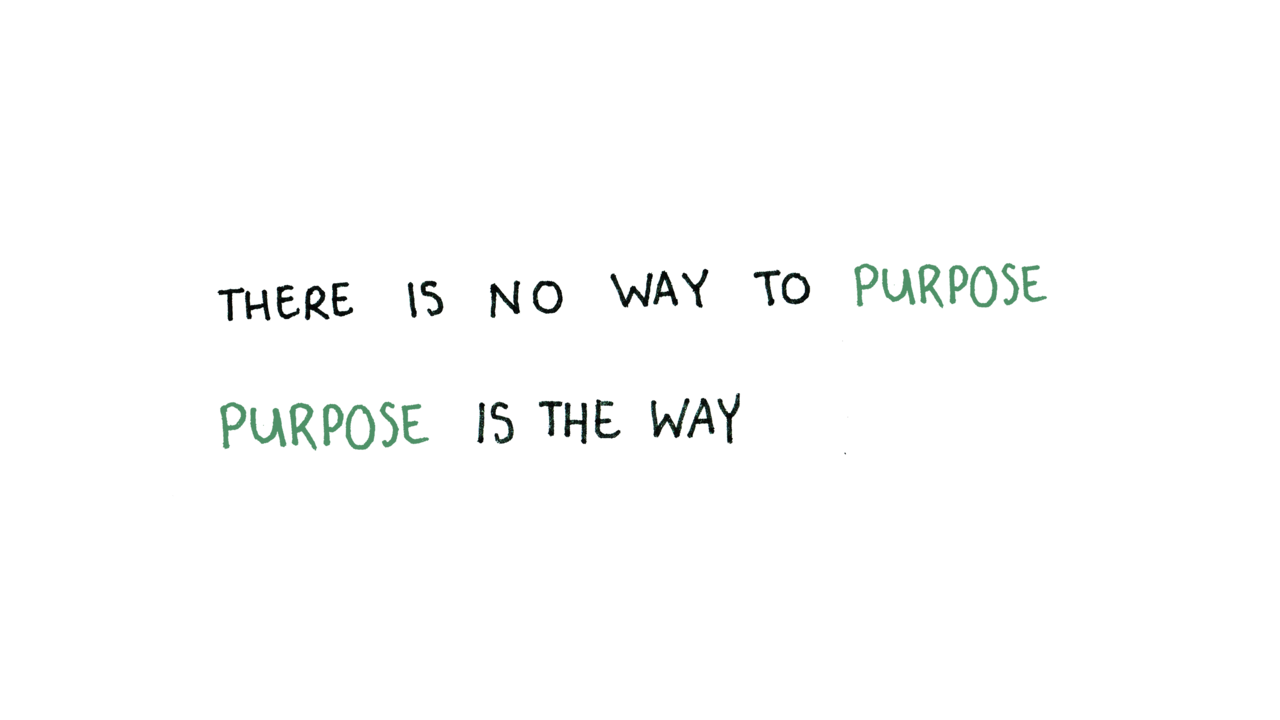 THERE IS NO WAY TO PURPOSE
PURPOSE IS THE WAY